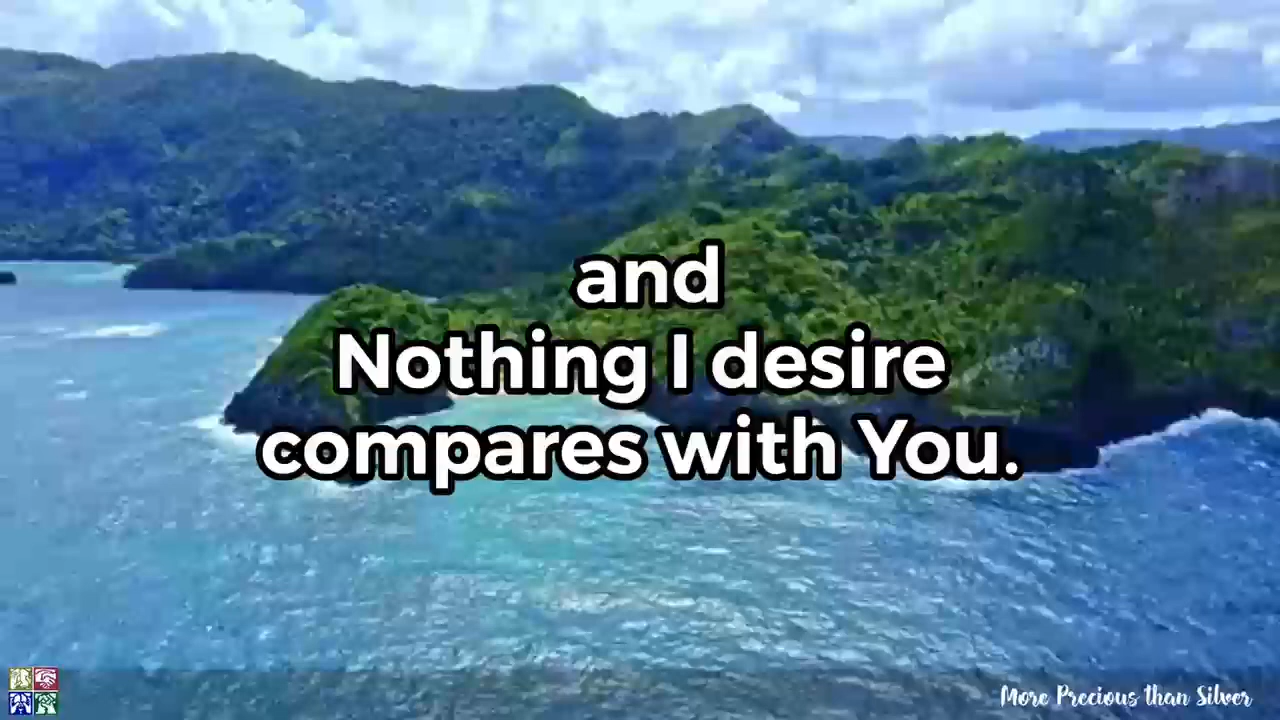 and
Nothing I desire
compares with You.
More Precious than Silver